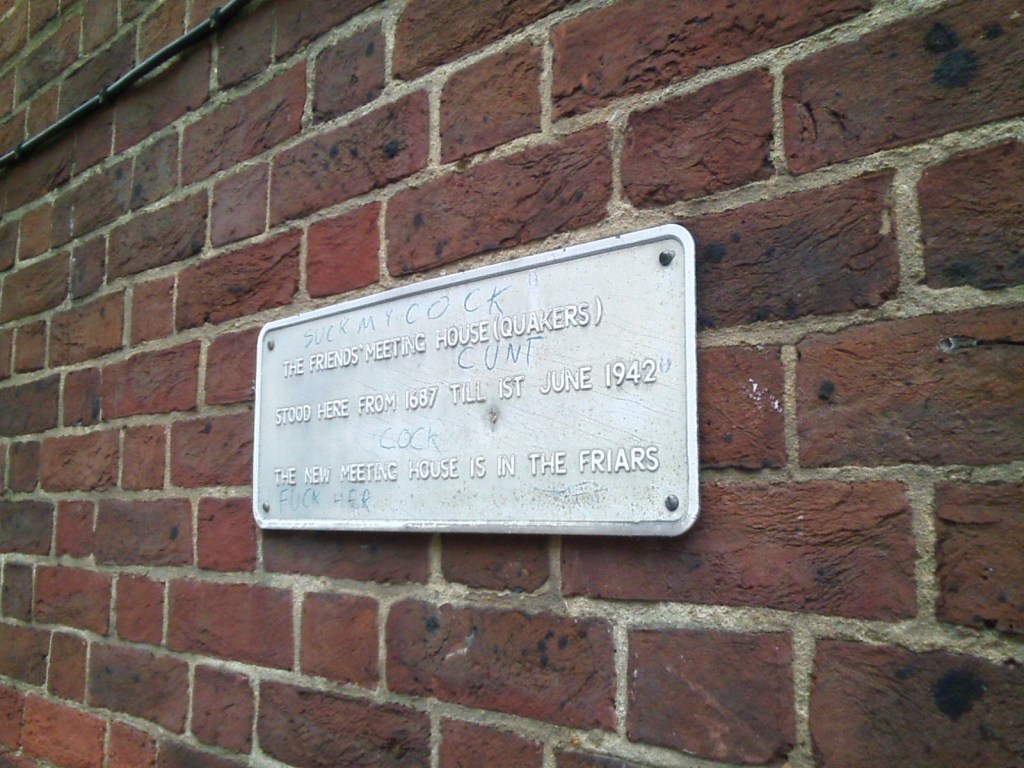 SUCK MY COCK
THE FRIENDS' MEETING HOUSE (QUAKERS)
CUNT
STOOD HERE FROM 1687 TILL 1ST JUNE 1942
COCK
THE NEW MEETING HOUSE IS IN THE FRIARS
FUCK HER